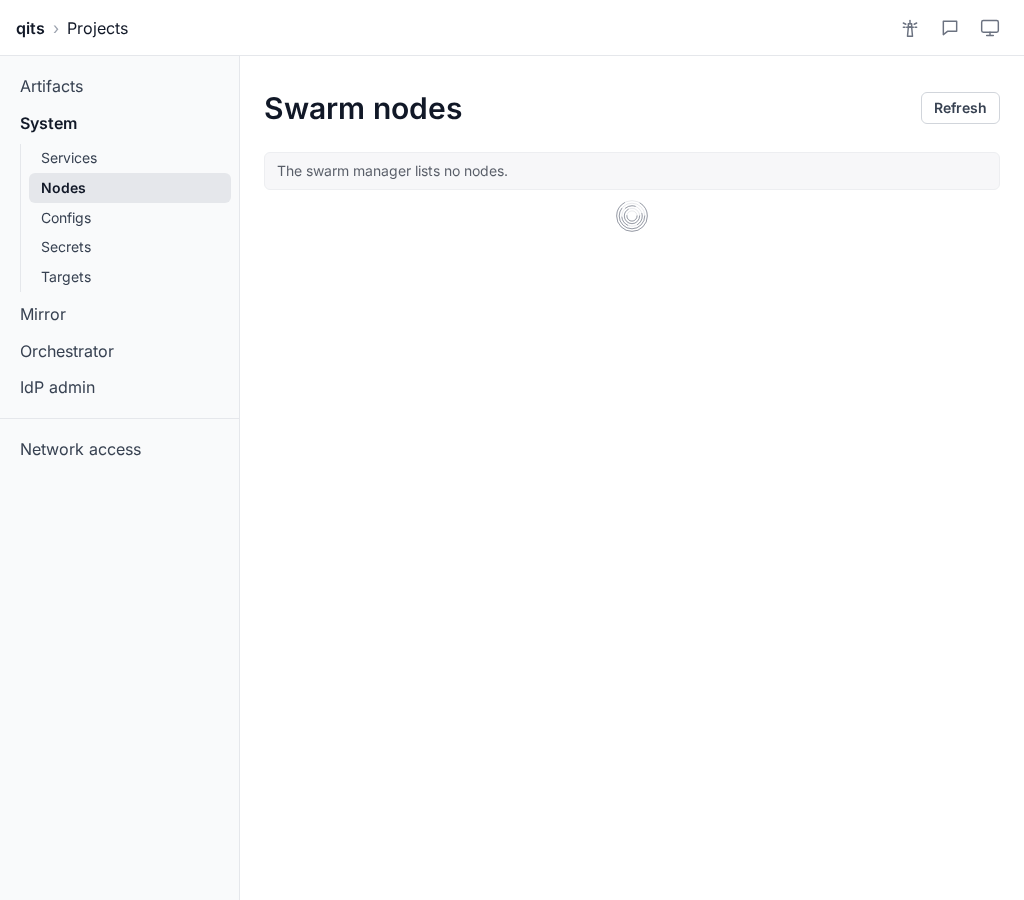 qits › Projects
Artifacts
System
Services
Nodes
Configs
Secrets
Targets
Mirror
Orchestrator
IdP admin
Network access
Swarm nodes
Refresh
The swarm manager lists no nodes.